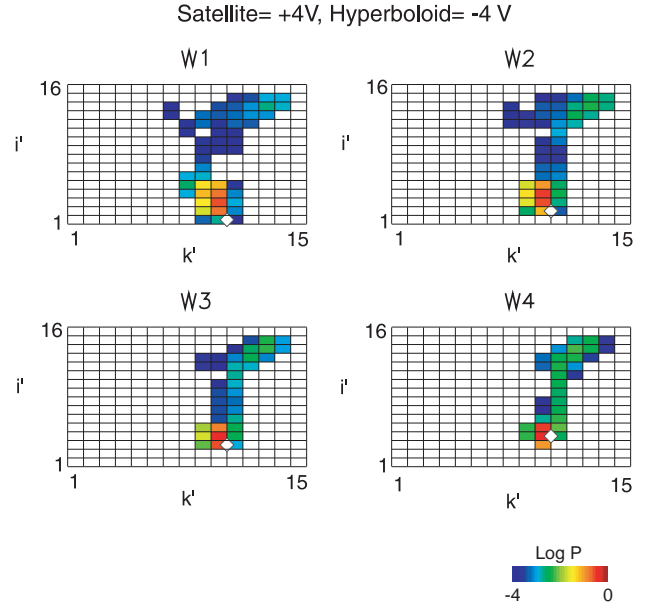 Satellite= +4V, Hyperboloid= -4 V
W1
W2
16
i'
1
1
15
k'
16
i'
1
1
15
k'
W3
W4
16
i'
1
1
15
k'
16
i'
1
1
15
k'
Log P
-4
0